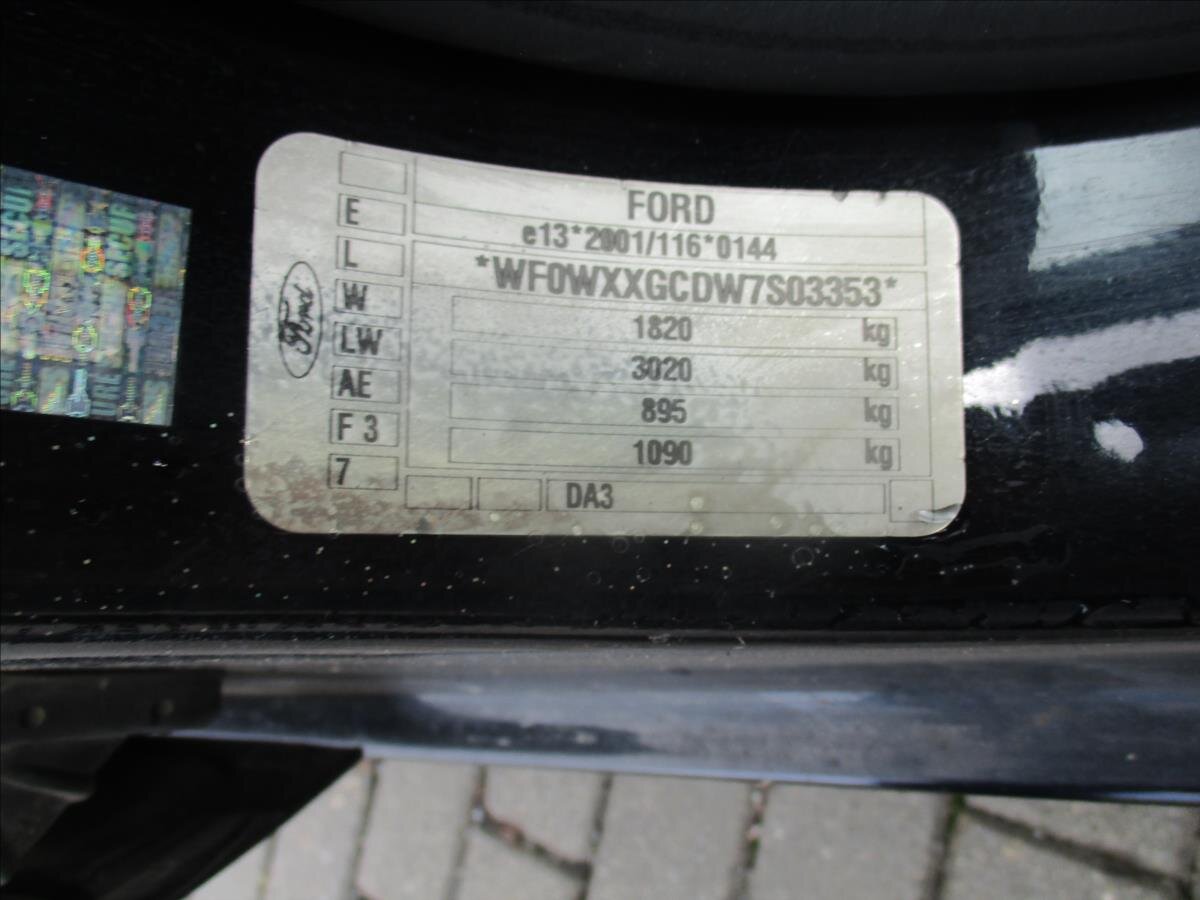 FORD
e13*2001/116*0144
*WF0WXXGCDW7S03353*
1820 kg
3020 kg
895 kg
1090 kg
DA3
E
L
W
LW
AE
F 3
7
Ford